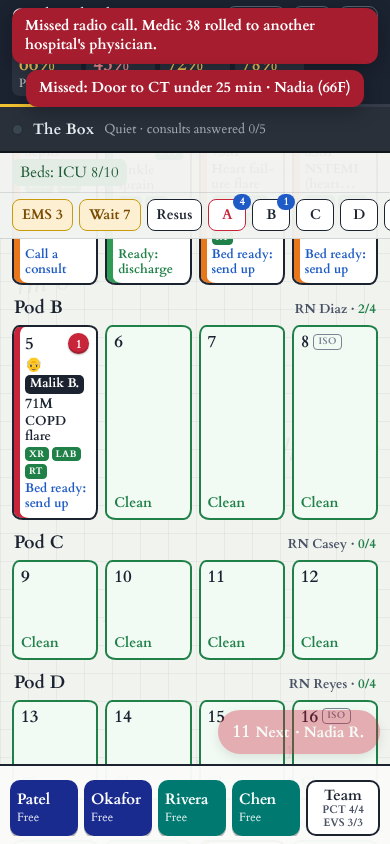 Missed radio call. Medic 38 rolled to another
hospital's physician.
Missed: Door to CT under 25 min · Nadia (66F)
The Box Quiet · consults answered 0/5
Beds: ICU 8/10
EMS 3 Wait 7 Resus A 4 B 1 C D
Call a
consult
Ready:
discharge
Bed ready:
send up
Bed ready:
send up
Pod B RN Diaz · 2/4
5 1
Malik B.
71M
COPD
flare
XR LAB
RT
Bed ready:
send up
6
Clean
7
Clean
8 ISO
Clean
Pod C RN Casey · 0/4
9 10 11 12
Clean Clean Clean Clean
Pod D RN Reyes · 0/4
13 14 15 16 ISO
11 Next · Nadia R.
Patel Okafor Rivera Chen Team
Free Free Free Free PCT 4/4
EVS 3/3